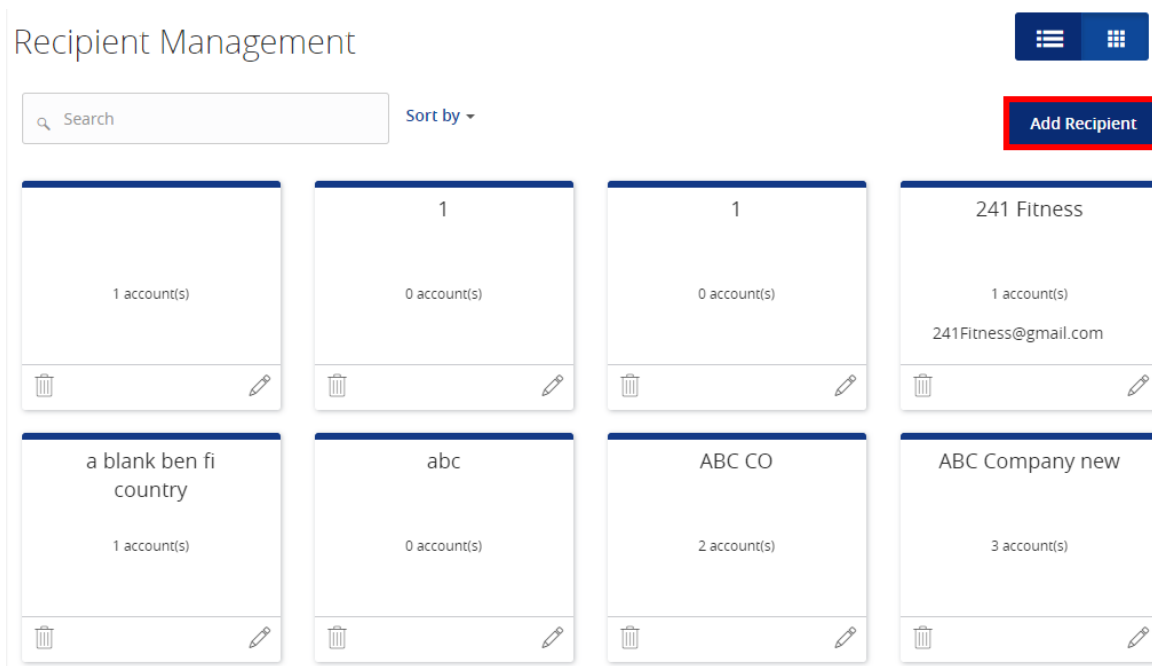 Recipient Management
Search
Sort by
Add Recipient
1 account(s)
1
0 account(s)
1
0 account(s)
241 Fitness
1 account(s)
241Fitness@gmail.com
a blank ben fi
country
1 account(s)
abc
0 account(s)
ABC CO
2 account(s)
ABC Company new
3 account(s)